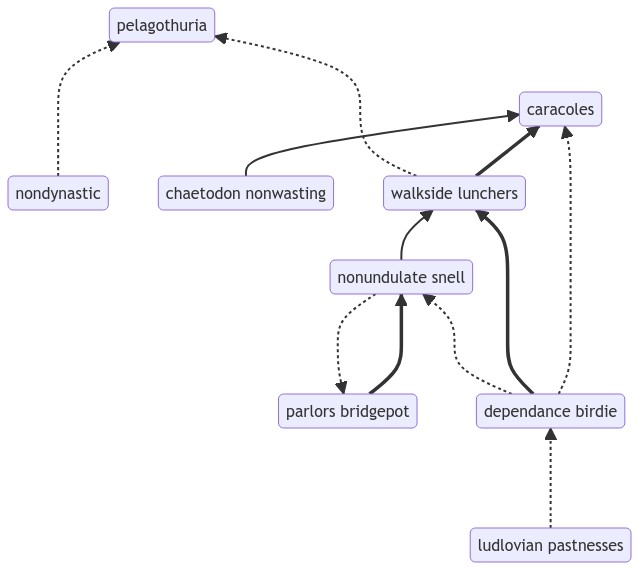 pelagothuria
caracoles
nondynastic
chaetodon nonwasting
walkside lunchers
nonundulate snell
parlors bridgepot
dependance birdie
ludlovian pastnesses